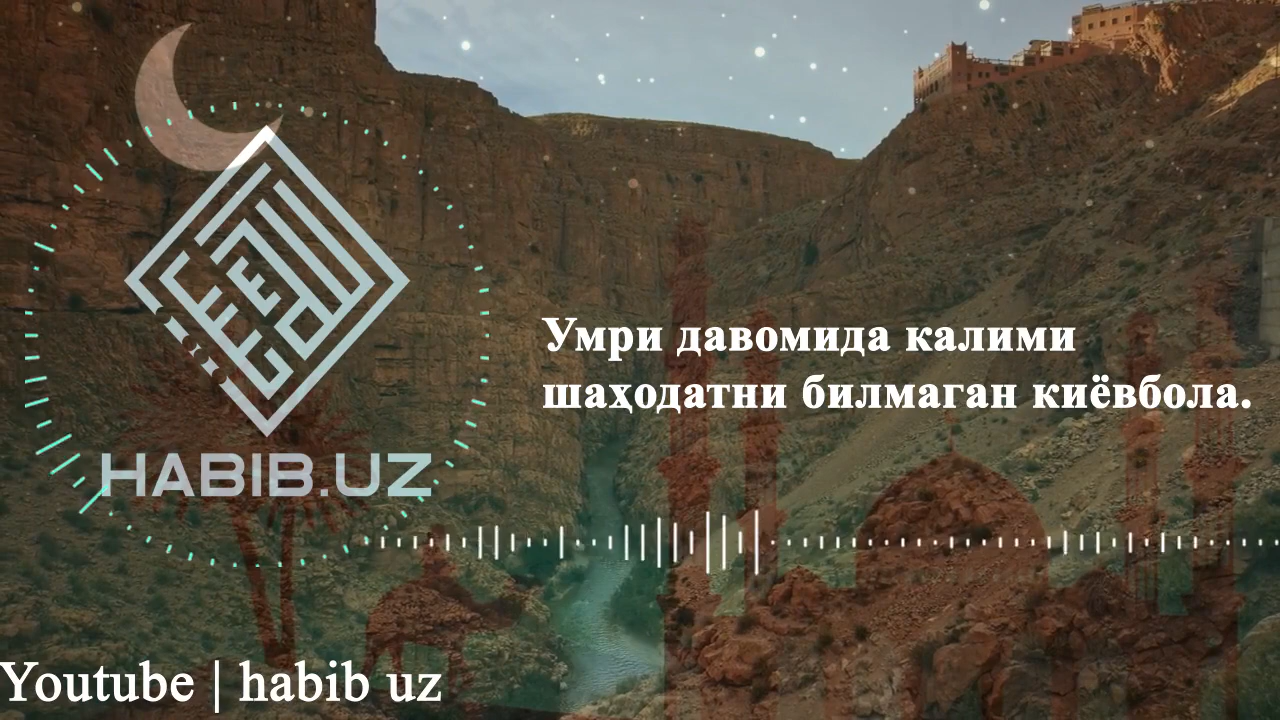 Умри давомида калими
шаҳодатни билмаган киёвбола.
HABIB.UZ
Youtube | habib uz